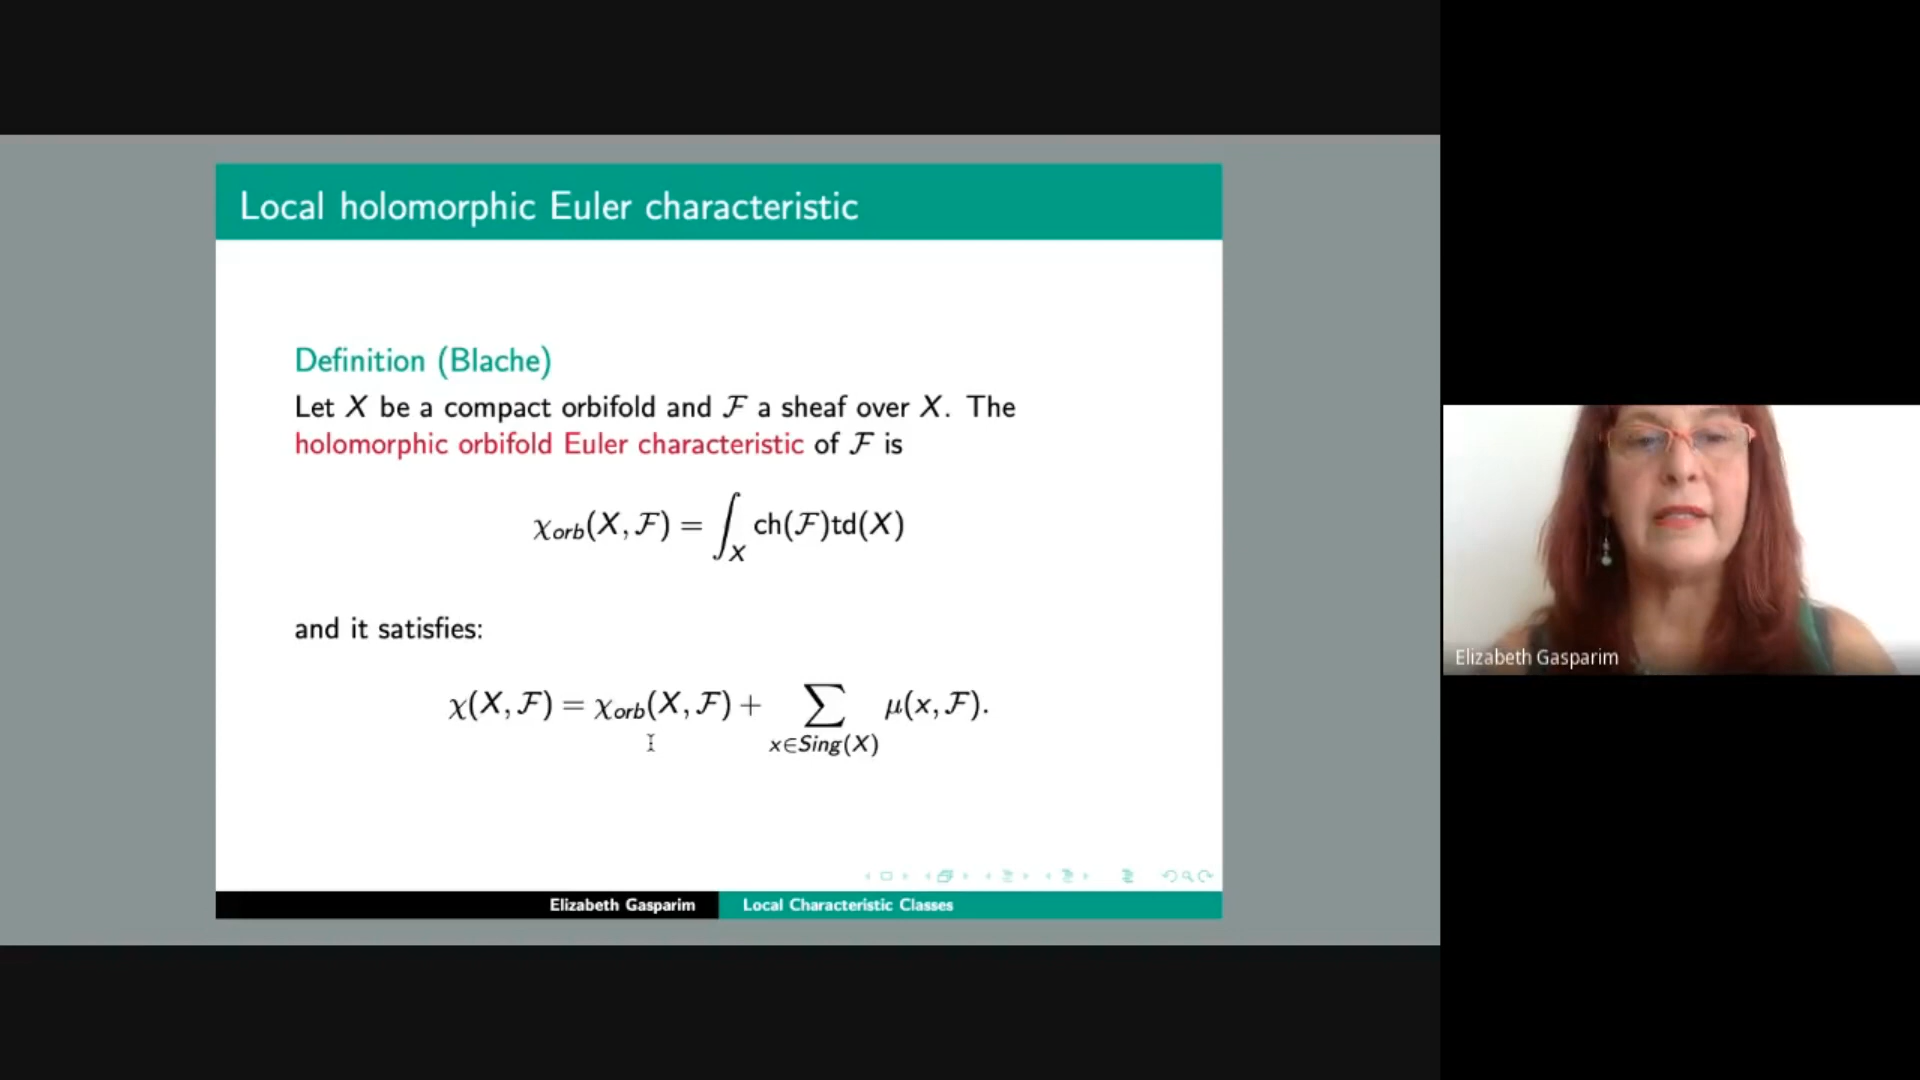 Local holomorphic Euler characteristic
Definition (Blache)
Let X be a compact orbifold and ℱ a sheaf over X. The
holomorphic orbifold Euler characteristic of ℱ is
χ_orb(X, ℱ) = ∫_X ch(ℱ)td(X)
and it satisfies:
χ(X, ℱ) = χ_orb(X, ℱ) + ∑_{x∈Sing(X)} μ(x, ℱ).
Elizabeth Gasparim Local Characteristic Classes
Elizabeth Gasparim